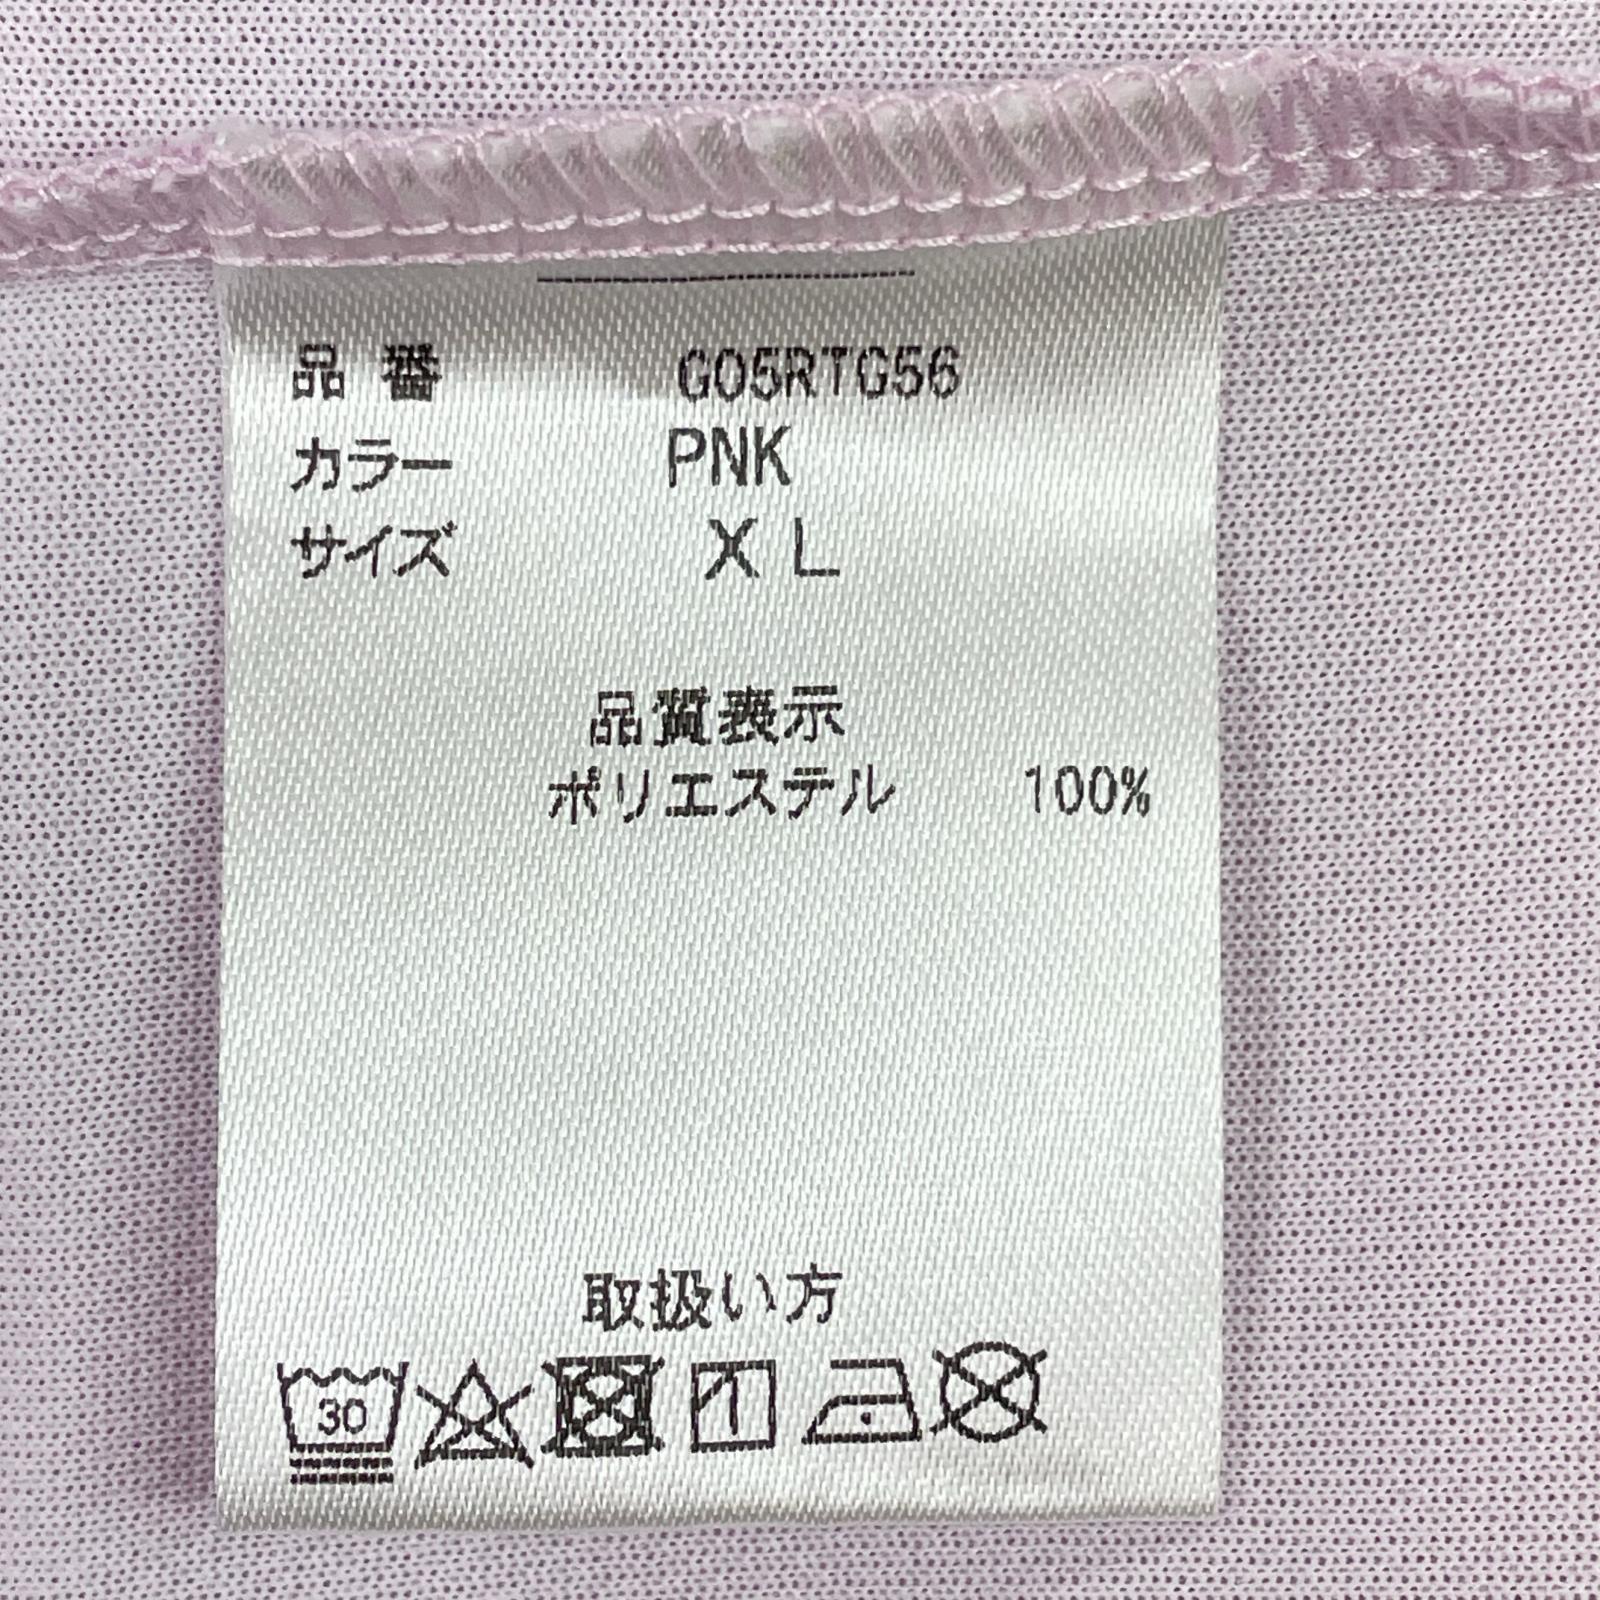 品番 G05RTG56
カラー PNK
サイズ XL
品質表示
ポリエステル 100%
取扱い方
30